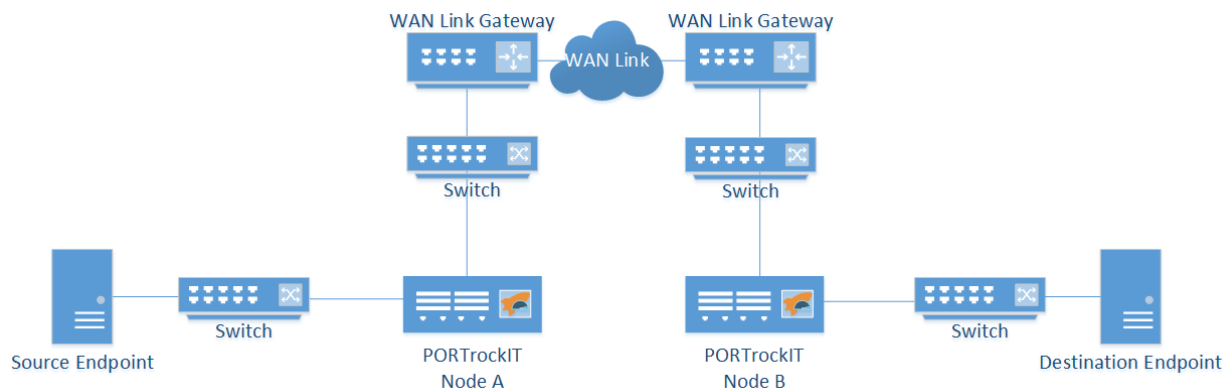 WAN Link Gateway
WAN Link Gateway
WAN Link
Switch
Switch
Switch
Switch
Source Endpoint
PORTrockIT
Node A
PORTrockIT
Node B
Destination Endpoint